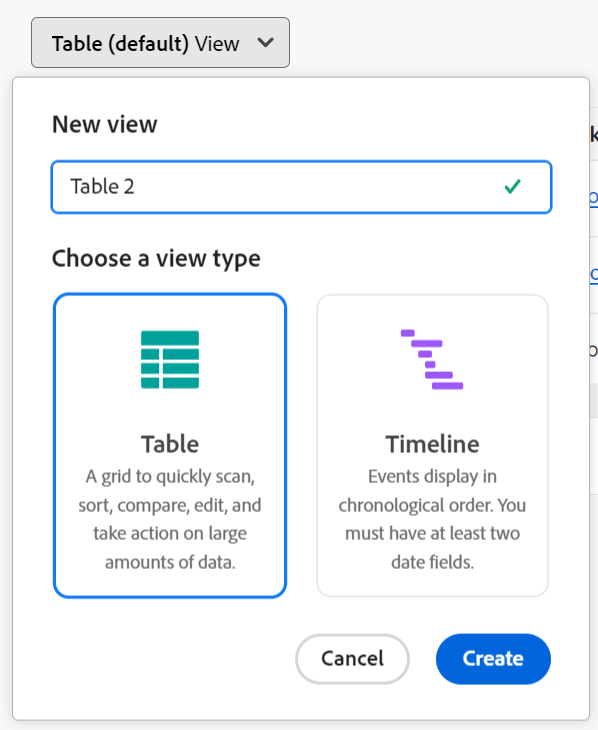 Table (default) View
New view
Table 2
Choose a view type
Table
A grid to quickly scan,
sort, compare, edit, and
take action on large
amounts of data.
Timeline
Events display in
chronological order. You
must have at least two
date fields.
Cancel
Create